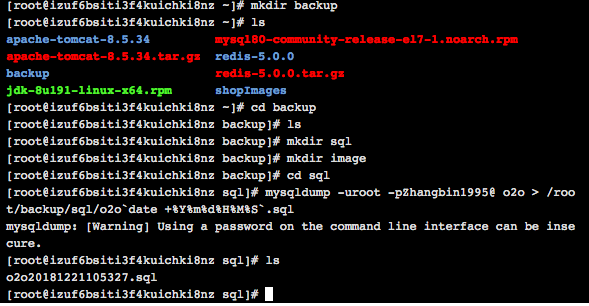 [root@izuf6bsiti3f4kuichki8nz ~]# mkdir backup
[root@izuf6bsiti3f4kuichki8nz ~]# ls
apache-tomcat-8.5.34 mysql80-community-release-el7-1.noarch.rpm
apache-tomcat-8.5.34.tar.gz redis-5.0.0
backup redis-5.0.0.tar.gz
jdk-8u191-linux-x64.rpm shopImages
[root@izuf6bsiti3f4kuichki8nz ~]# cd backup
[root@izuf6bsiti3f4kuichki8nz backup]# ls
[root@izuf6bsiti3f4kuichki8nz backup]# mkdir sql
[root@izuf6bsiti3f4kuichki8nz backup]# mkdir image
[root@izuf6bsiti3f4kuichki8nz backup]# cd sql
[root@izuf6bsiti3f4kuichki8nz sql]# mysqldump -uroot -pZhangbin1995@ o2o > /roo
t/backup/sql/o2o`date +%Y%m%d%H%M%S`.sql
mysqldump: [Warning] Using a password on the command line interface can be inse
cure.
[root@izuf6bsiti3f4kuichki8nz sql]# ls
o2o20181221105327.sql
[root@izuf6bsiti3f4kuichki8nz sql]#